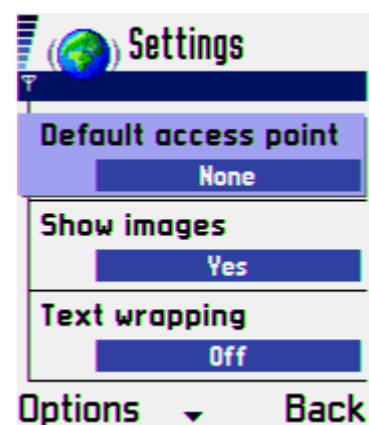 Settings
Default access point
None
Show images
Yes
Text wrapping
Off
Options Back